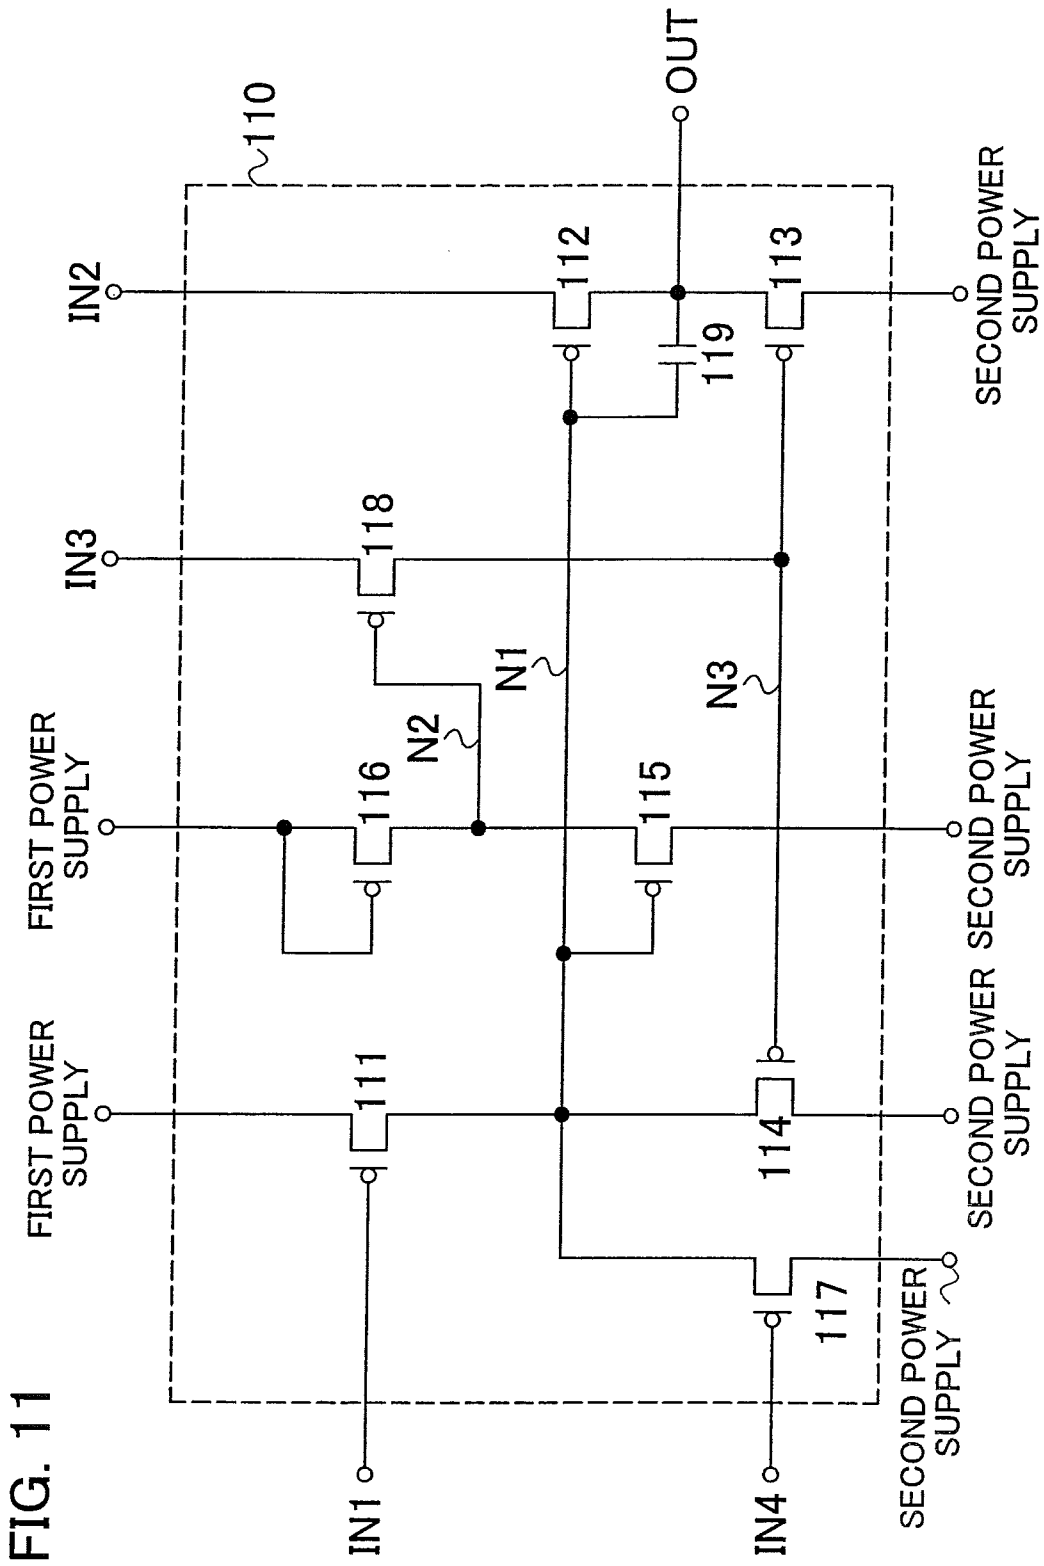 FIG. 11
110
IN2
IN3
FIRST POWER
SUPPLY
FIRST POWER
SUPPLY
IN1
IN4
OUT
111
112
113
114
115
116
117
118
119
N1
N2
N3
SECOND POWER
SUPPLY
SECOND POWER
SUPPLY
SECOND POWER
SUPPLY
SECOND POWER
SUPPLY